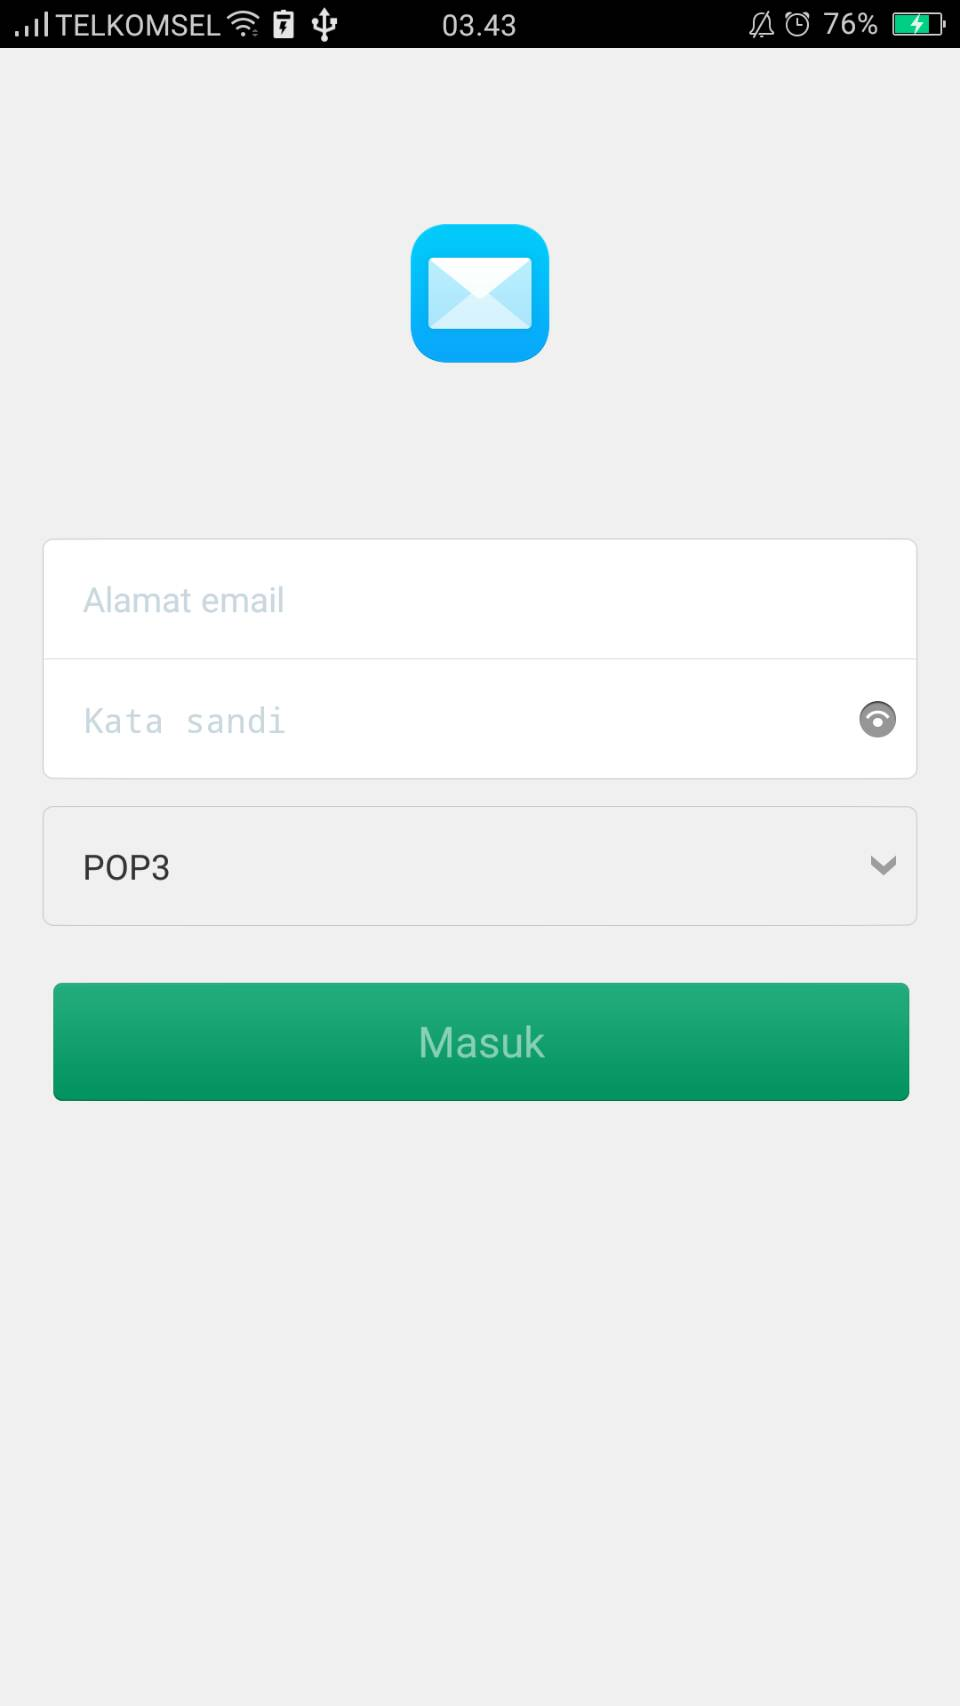 TELKOMSEL 03.43 76%
Alamat email
Kata sandi
POP3
Masuk